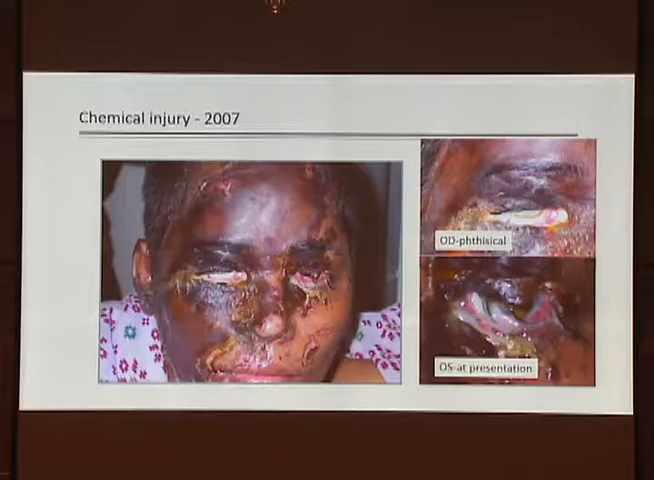 Chemical injury - 2007
OD-phthisical
OS-at presentation